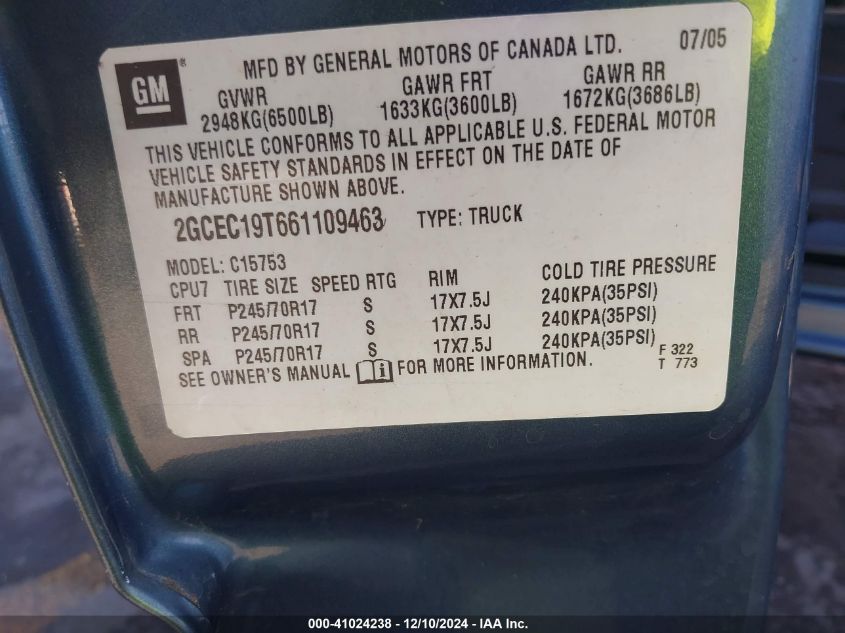 MFD BY GENERAL MOTORS OF CANADA LTD. 07/05
GM®
GVWR GAWR FRT GAWR RR
2948KG(6500LB) 1633KG(3600LB) 1672KG(3686LB)
THIS VEHICLE CONFORMS TO ALL APPLICABLE U.S. FEDERAL MOTOR
VEHICLE SAFETY STANDARDS IN EFFECT ON THE DATE OF
MANUFACTURE SHOWN ABOVE.
2GCEC19T661109463 TYPE: TRUCK
MODEL: C15753
CPU7 TIRE SIZE SPEED RTG RIM COLD TIRE PRESSURE
FRT P245/70R17 S 17X7.5J 240KPA(35PSI)
RR P245/70R17 S 17X7.5J 240KPA(35PSI)
SPA P245/70R17 S 17X7.5J 240KPA(35PSI)
SEE OWNER'S MANUAL i FOR MORE INFORMATION.
F 322
T 773
000-41024238 - 12/10/2024 - IAA Inc.